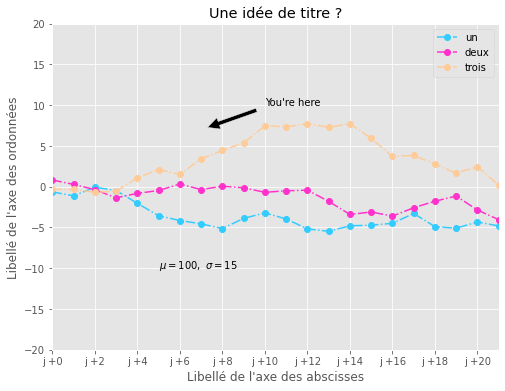 Une idée de titre ?
un
deux
trois
You're here
μ = 100, σ = 15
Libellé de l'axe des ordonnées
20
15
10
5
0
−5
−10
−15
−20
j +0 j +2 j +4 j +6 j +8 j +10 j +12 j +14 j +16 j +18 j +20
Libellé de l'axe des abscisses